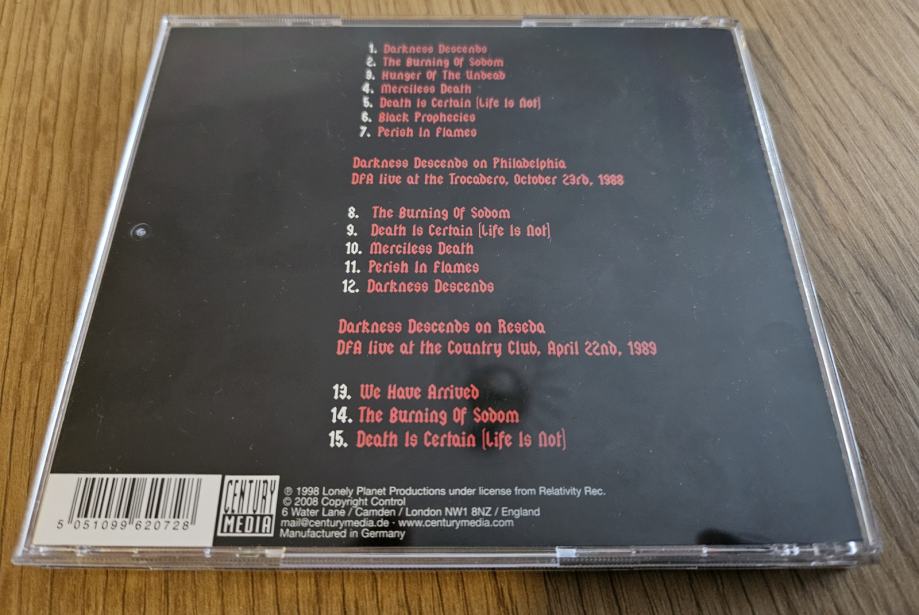 1. Darkness Descends
2. The Burning Of Sodom
3. Hunger Of The Undead
4. Merciless Death
5. Death Is Certain (Life Is Not)
6. Black Prophecies
7. Perish In Flames
Darkness Descends on Philadelphia
DFA live at the Trocadero, October 23rd, 1988
8. The Burning Of Sodom
9. Death Is Certain (Life Is Not)
10. Merciless Death
11. Perish In Flames
12. Darkness Descends
Darkness Descends on Reseda
DFA live at the Country Club, April 22nd, 1989
13. We Have Arrived
14. The Burning Of Sodom
15. Death Is Certain (Life Is Not)
5 051099 620728
CENTURY
MEDIA
℗ 1998 Lonely Planet Productions under license from Relativity Rec.
© 2008 Copyright Control
6 Water Lane / Camden / London NW1 8NZ / England
mail@centurymedia.de · www.centurymedia.com
Manufactured in Germany